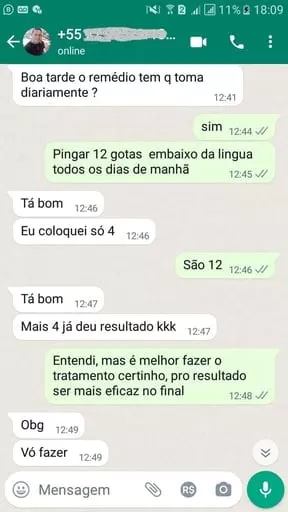 11% 18:09
+55
online
Boa tarde o remédio tem q toma
diariamente ?
12:41
sim 12:44
Pingar 12 gotas embaixo da lingua
todos os dias de manhã
12:45
Tá bom 12:46
Eu coloquei só 4 12:46
São 12 12:46
Tá bom 12:47
Mais 4 já deu resultado kkk 12:47
Entendi, mas é melhor fazer o
tratamento certinho, pro resultado
ser mais eficaz no final
12:48
Obg 12:49
Vó fazer 12:49
Mensagem
R$